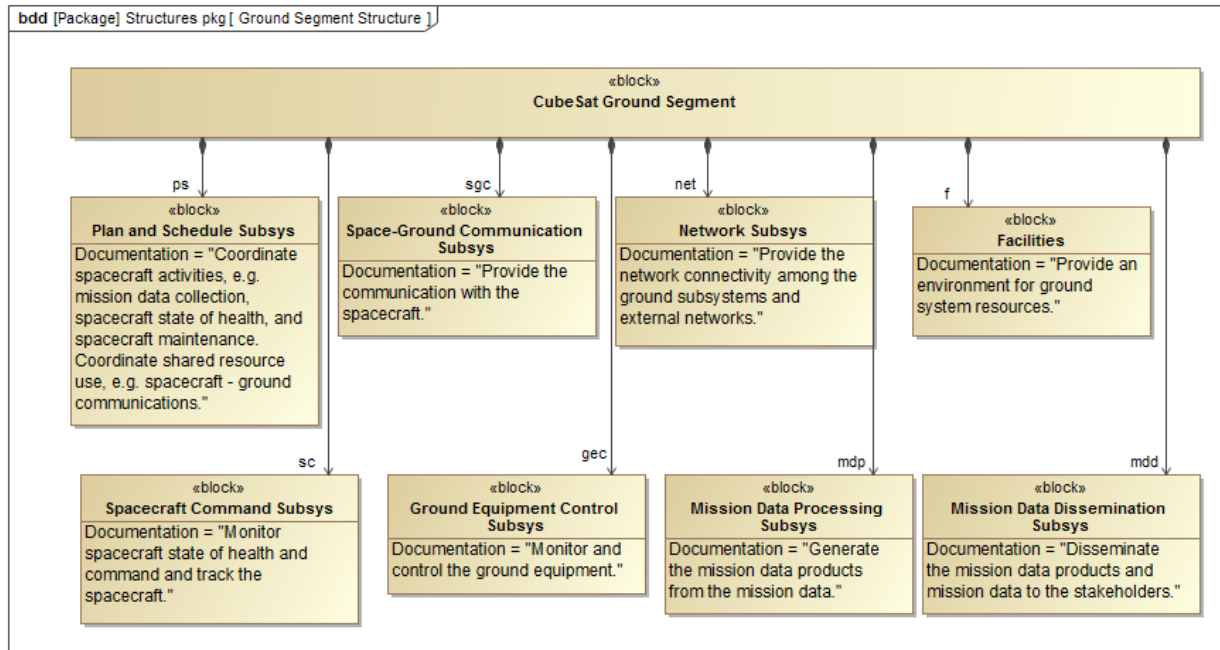 bdd [Package] Structures pkg [ Ground Segment Structure ]
«block»
CubeSat Ground Segment
ps
«block»
Plan and Schedule Subsys
Documentation = "Coordinate
spacecraft activities, e.g.
mission data collection,
spacecraft state of health, and
spacecraft maintenance.
Coordinate shared resource
use, e.g. spacecraft - ground
communications."
sgc
«block»
Space-Ground Communication
Subsys
Documentation = "Provide the
communication with the
spacecraft."
net
«block»
Network Subsys
Documentation = "Provide the
network connectivity among the
ground subsystems and
external networks."
f
«block»
Facilities
Documentation = "Provide an
environment for ground
system resources."
sc
«block»
Spacecraft Command Subsys
Documentation = "Monitor
spacecraft state of health and
command and track the
spacecraft."
gec
«block»
Ground Equipment Control
Subsys
Documentation = "Monitor and
control the ground equipment."
mdp
«block»
Mission Data Processing
Subsys
Documentation = "Generate
the mission data products
from the mission data."
mdd
«block»
Mission Data Dissemination
Subsys
Documentation = "Disseminate
the mission data products and
mission data to the stakeholders."